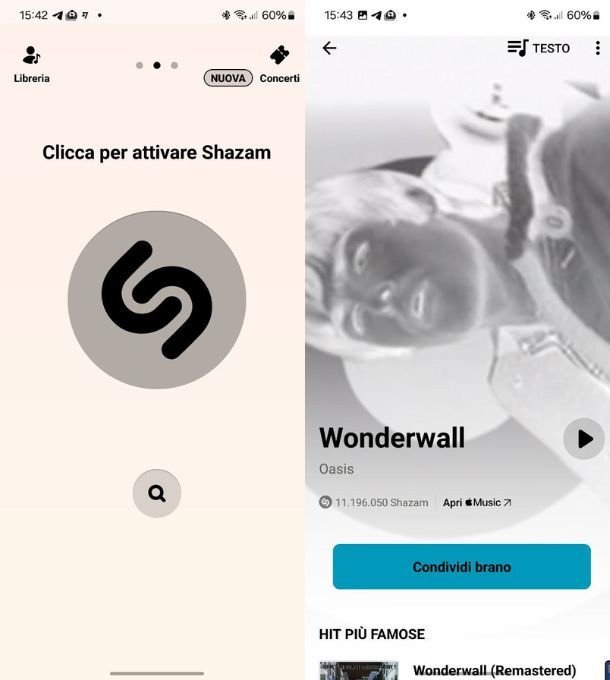 15:42
60%
Libreria
NUOVA
Concerti
Clicca per attivare Shazam
15:43
60%
TESTO
Wonderwall
Oasis
11.196.050 Shazam
Apri Music
Condividi brano
HIT PIÙ FAMOSE
Wonderwall (Remastered)